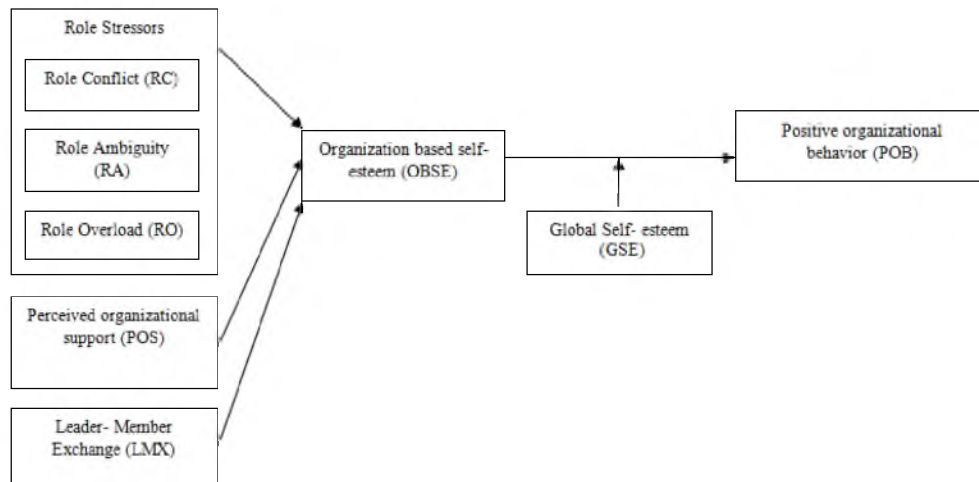 Role Stressors
Role Conflict (RC)
Role Ambiguity
(RA)
Role Overload (RO)
Perceived organizational
support (POS)
Leader- Member
Exchange (LMX)
Organization based self-
esteem (OBSE)
Global Self- esteem
(GSE)
Positive organizational
behavior (POB)